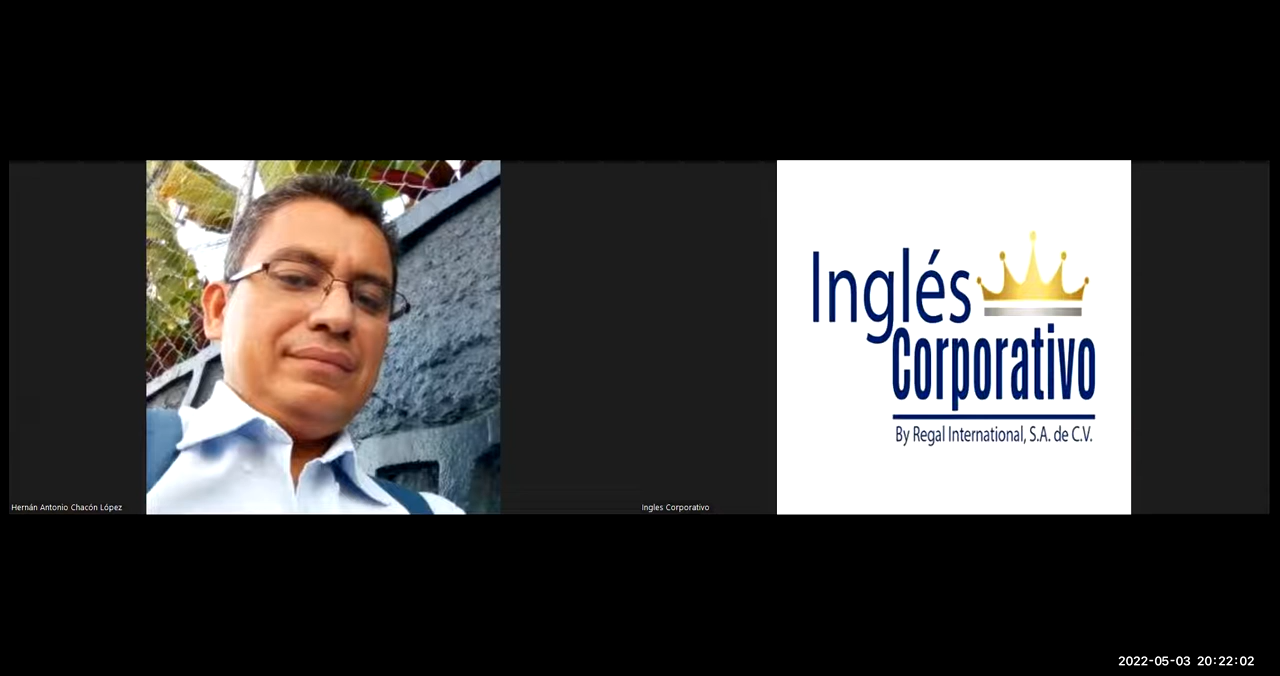 Inglés
Corporativo
By Regal International, S.A. de C.V.
Hernán Antonio Chacón López
Ingles Corporativo
2022-05-03 20:22:02